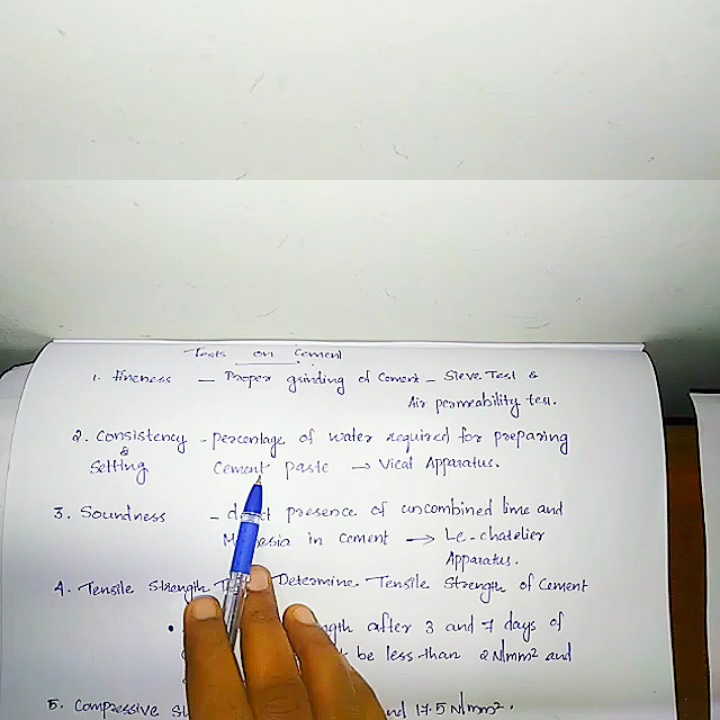 Tests on Cement
1. Fineness — Proper grinding of Cement — Sieve Test &
Air permeability test.
2. Consistency - percentage of water required for preparing
&
Setting Cement paste → Vicat Apparatus.
3. Soundness - presence of uncombined lime and
in cement → Le-chatelier
Apparatus.
4. Tensile Strength Determine Tensile Strength of Cement
• after 3 and 7 days of
be less than 2 N/mm² and
5. Compressive 17.5 N/mm².